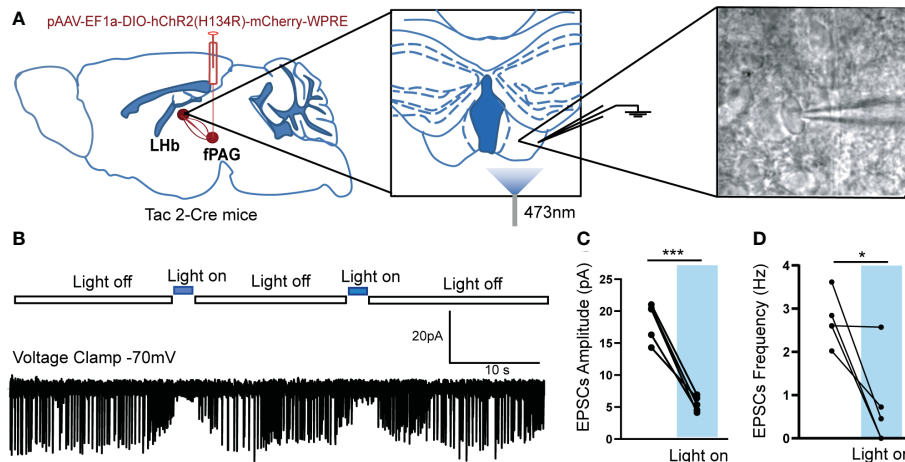 A
pAAV-EF1a-DIO-hChR2(H134R)-mCherry-WPRE
LHb
fPAG
Tac 2-Cre mice
473nm
B
Light off
Light on
Light off
Light on
Light off
20pA
10 s
Voltage Clamp -70mV
C
***
EPSCs Amplitude (pA)
25
20
15
10
5
0
Light on
D
*
EPSCs Frequency (Hz)
4
3
2
1
0
Light on